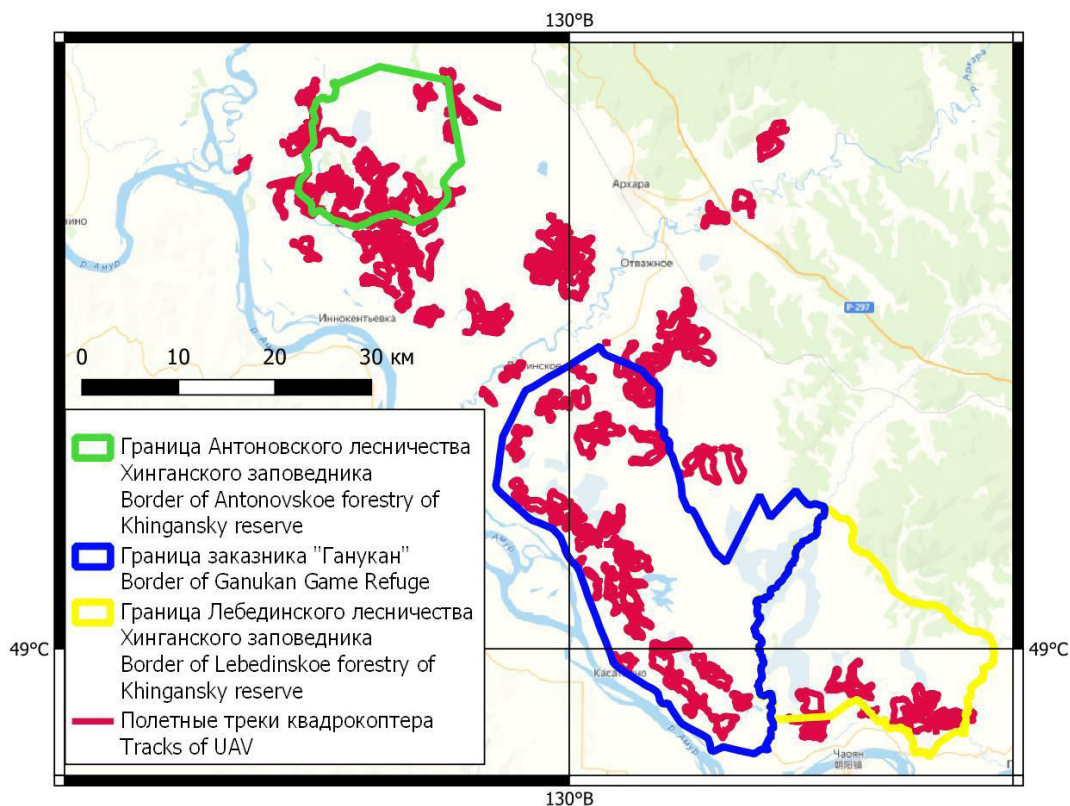 130°В
р. Архара
Архара
нино
р. Амур
Отважное
Р-297
Иннокентьевка
0 10 20 30 км
Граница Антоновского лесничества
Хинганского заповедника
Border of Antonovskoe forestry of
Khingansky reserve
Граница заказника "Ганукан"
Border of Ganukan Game Refuge
Граница Лебединского лесничества
Хинганского заповедника
Border of Lebedinskoe forestry of
Khingansky reserve
Полетные треки квадрокоптера
Tracks of UAV
Амур
49°С
49°С
р. Амур
Чаоян
朝阳镇
130°В